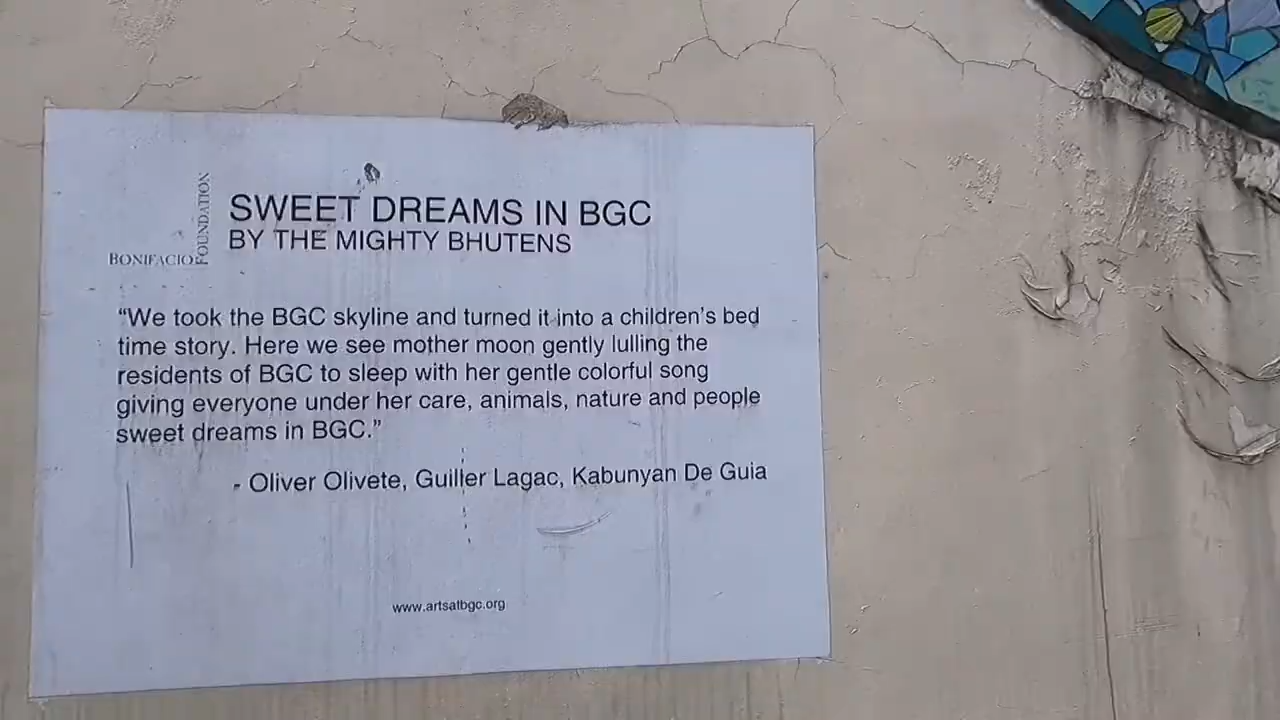 BONIFACIO
FOUNDATION
SWEET DREAMS IN BGC
BY THE MIGHTY BHUTENS
“We took the BGC skyline and turned it into a children’s bed
time story. Here we see mother moon gently lulling the
residents of BGC to sleep with her gentle colorful song
giving everyone under her care, animals, nature and people
sweet dreams in BGC.”
- Oliver Olivete, Guiller Lagac, Kabunyan De Guia
www.artsatbgc.org